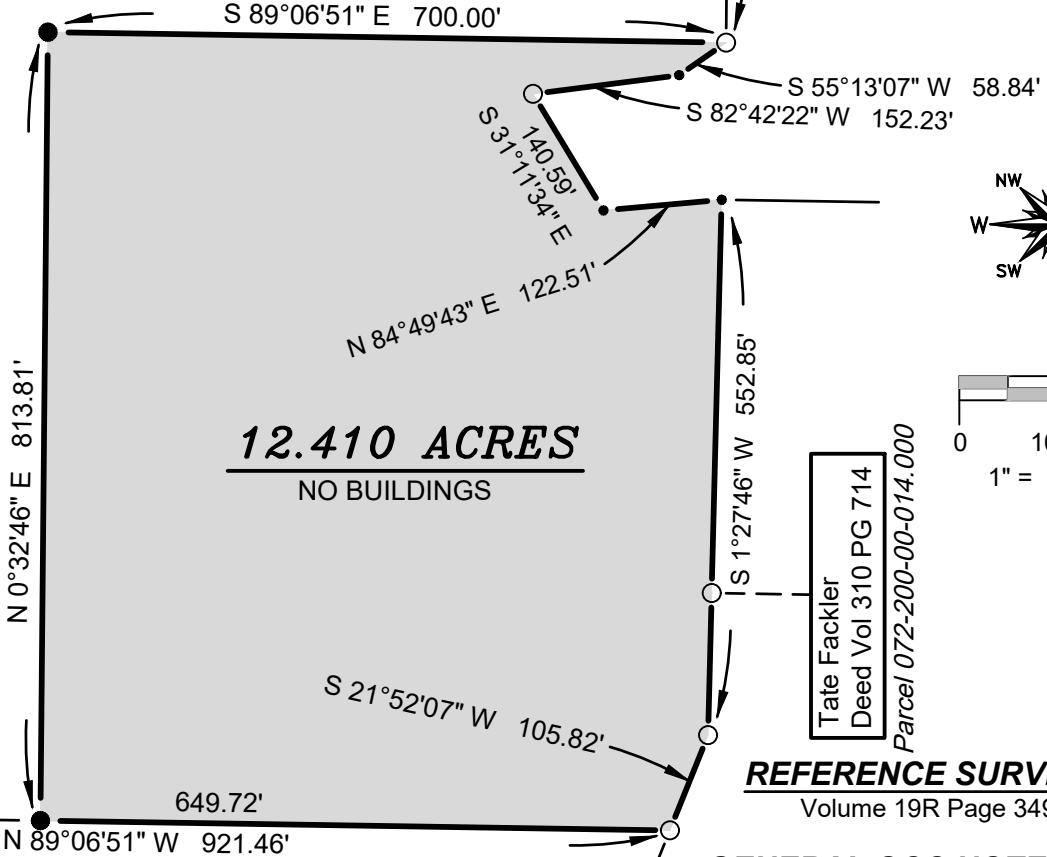 S 89°06'51" E 700.00'
S 55°13'07" W 58.84'
S 82°42'22" W 152.23'
140.59'
S 31°11'34" E
NW
W
SW
N 84°49'43" E 122.51'
N 0°32'46" E 813.81'
S 1°27'46" W 552.85'
12.410 ACRES
NO BUILDINGS
0
1" =
Tate Fackler
Deed Vol 310 PG 714
Parcel 072-200-00-014.000
S 21°52'07" W 105.82'
REFERENCE
Volume 19R Page 349
649.72'
N 89°06'51" W 921.46'